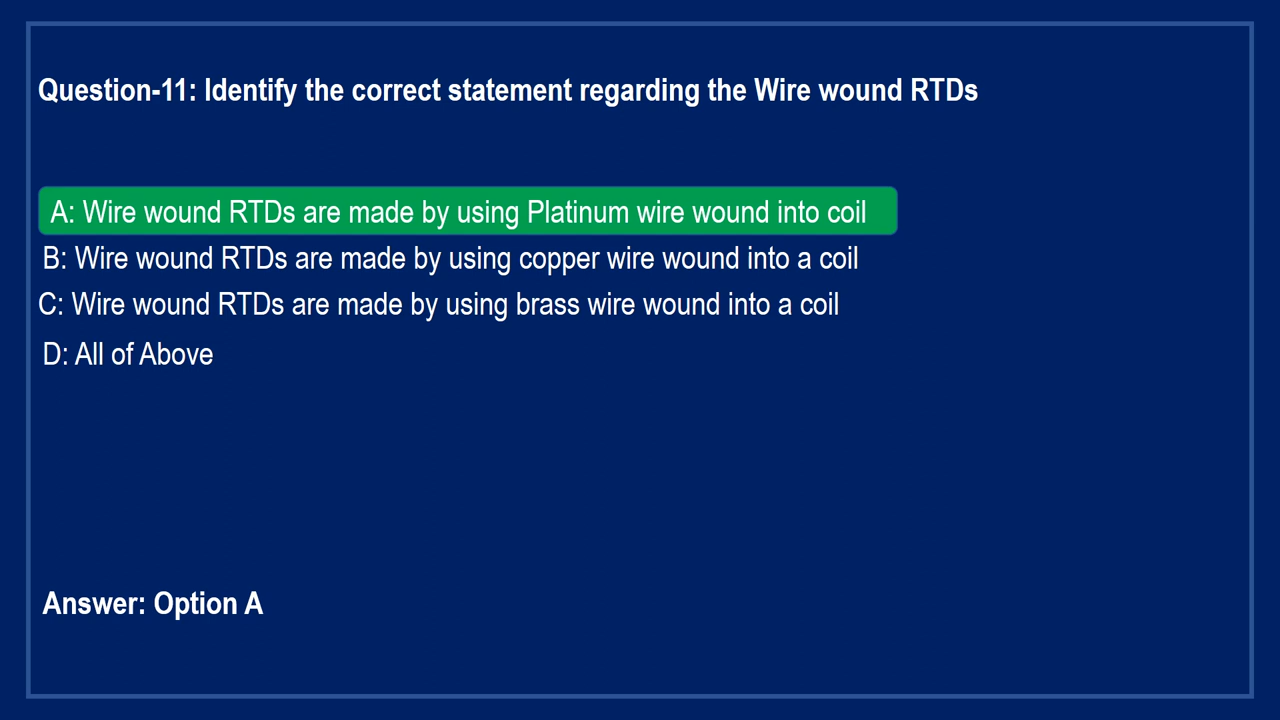 Question-11: Identify the correct statement regarding the Wire wound RTDs
A: Wire wound RTDs are made by using Platinum wire wound into coil
B: Wire wound RTDs are made by using copper wire wound into a coil
C: Wire wound RTDs are made by using brass wire wound into a coil
D: All of Above
Answer: Option A